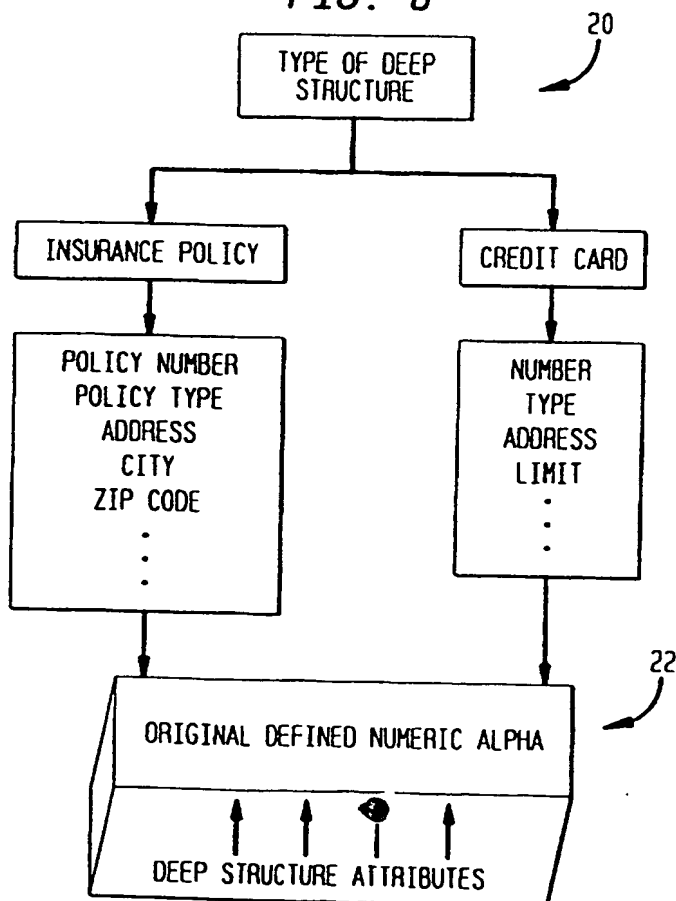 20
TYPE OF DEEP
STRUCTURE
INSURANCE POLICY
CREDIT CARD
POLICY NUMBER
POLICY TYPE
ADDRESS
CITY
ZIP CODE
NUMBER
TYPE
ADDRESS
LIMIT
22
ORIGINAL DEFINED NUMERIC ALPHA
DEEP STRUCTURE ATTRIBUTES